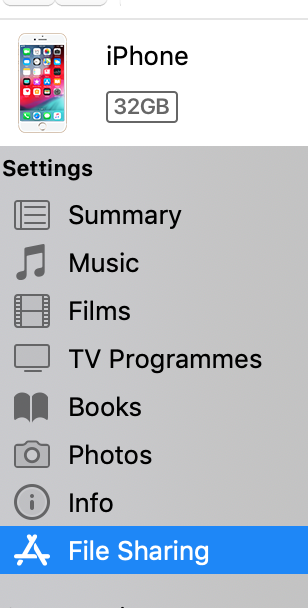 iPhone
32GB
Settings
Summary
Music
Films
TV Programmes
Books
Photos
Info
File Sharing